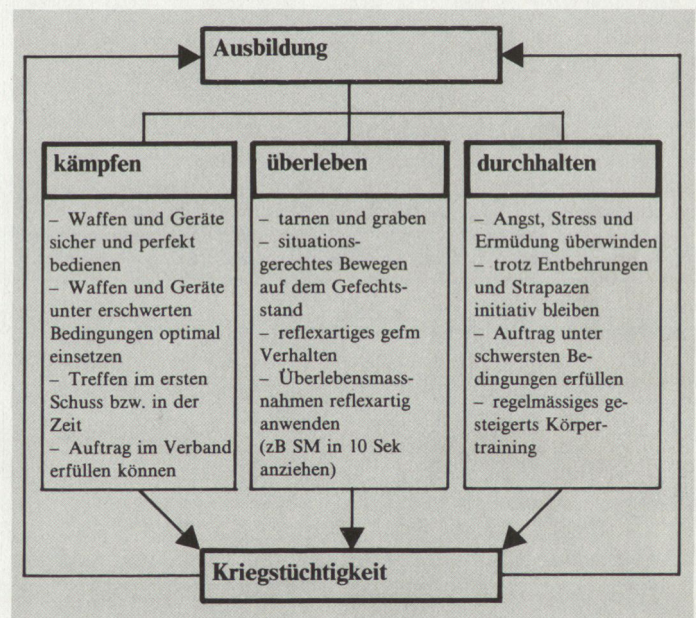 Ausbildung
kämpfen
– Waffen und Geräte
sicher und perfekt
bedienen
– Waffen und Geräte
unter erschwerten
Bedingungen optimal
einsetzen
– Treffen im ersten
Schuss bzw. in der
Zeit
– Auftrag im Verband
erfüllen können
überleben
– tarnen und graben
– situations-
gerechtes Bewegen
auf dem Gefechts-
stand
– reflexartiges gefm
Verhalten
– Überlebensmass-
nahmen reflexartig
anwenden
(zB SM in 10 Sek
anziehen)
durchhalten
– Angst, Stress und
Ermüdung überwinden
– trotz Entbehrungen
und Strapazen
initiativ bleiben
– Auftrag unter
schwersten Be-
dingungen erfüllen
– regelmässiges ge-
steigerts Körper-
training
Kriegstüchtigkeit